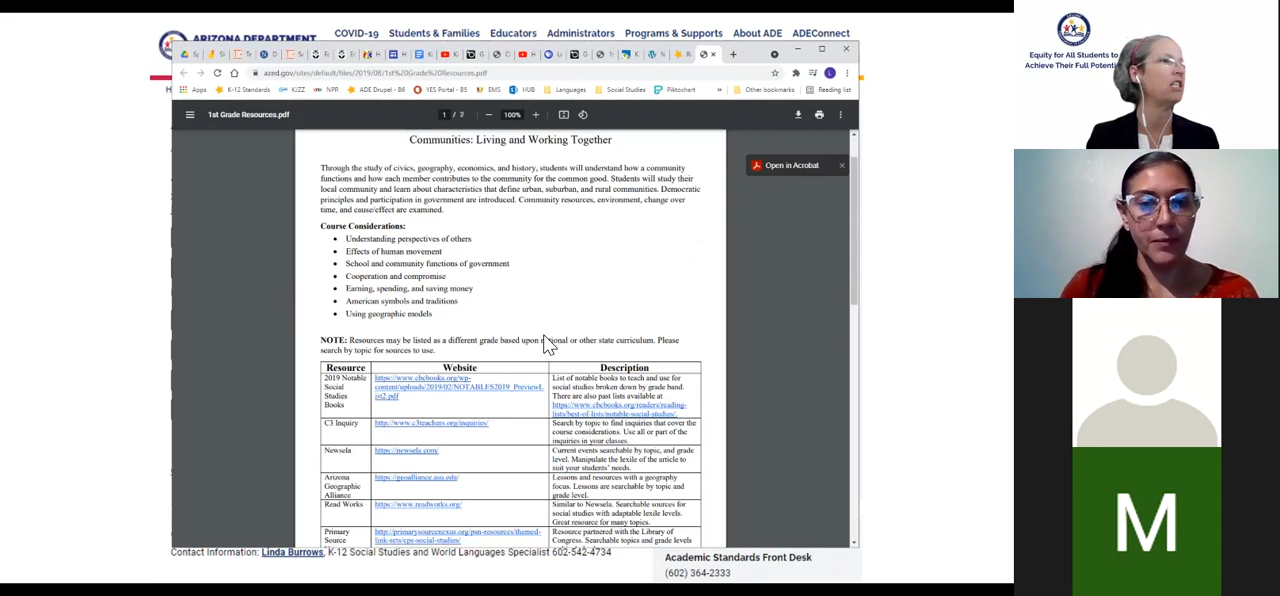 ARIZONA DEPARTMENT
COVID-19 Students & Families Educators Administrators Programs & Supports About ADE ADEConnect
azed.gov/sites/default/files/2019/08/1st%20Grade%20Resources.pdf
Apps K-12 Standards KJZZ NPR ADE Drupal - B6 YES Portal - B5 EMS HUB Languages Social Studies Piktochart » Other bookmarks Reading list
1st Grade Resources.pdf 1 / 2 100%
Open in Acrobat
Communities: Living and Working Together
Through the study of civics, geography, economics, and history, students will understand how a community
functions and how each member contributes to the community for the common good. Students will study their
local community and learn about characteristics that define urban, suburban, and rural communities. Democratic
principles and participation in government are introduced. Community resources, environment, change over
time, and cause/effect are examined.
Course Considerations:
• Understanding perspectives of others
• Effects of human movement
• School and community functions of government
• Cooperation and compromise
• Earning, spending, and saving money
• American symbols and traditions
• Using geographic models
NOTE: Resources may be listed as a different grade based upon national or other state curriculum. Please
search by topic for sources to use.
Resource Website Description
2019 Notable
Social
Studies
Books
https://www.cbcbooks.org/wp-
content/uploads/2019/02/NOTABLES2019_PreviewL
ist2.pdf
List of notable books to teach and use for
social studies broken down by grade band.
There are also past lists available at
https://www.cbcbooks.org/readers/reading-
lists/best-of-lists/notable-social-studies/.
C3 Inquiry
http://www.c3teachers.org/inquiries/
Search by topic to find inquiries that cover the
course considerations. Use all or part of the
inquiries in your classes.
Newsela
https://newsela.com/
Current events searchable by topic, and grade
level. Manipulate the lexile of the article to
suit your students' needs.
Arizona
Geographic
Alliance
https://geoalliance.asu.edu/
Lessons and resources with a geography
focus. Lessons are searchable by topic and
grade level.
Read Works
https://www.readworks.org/
Similar to Newsela. Searchable sources for
social studies with adaptable lexile levels.
Great resource for many topics.
Primary
Source
http://primarysourcenexus.org/psn-resources/themed-
link-sets/cps-social-studies/
Resource partnered with the Library of
Congress. Searchable topics and grade levels
Contact Information: Linda Burrows, K-12 Social Studies and World Languages Specialist 602-542-4734
Academic Standards Front Desk
(602) 364-2333
Equity for All Students to
Achieve Their Full Potential
M